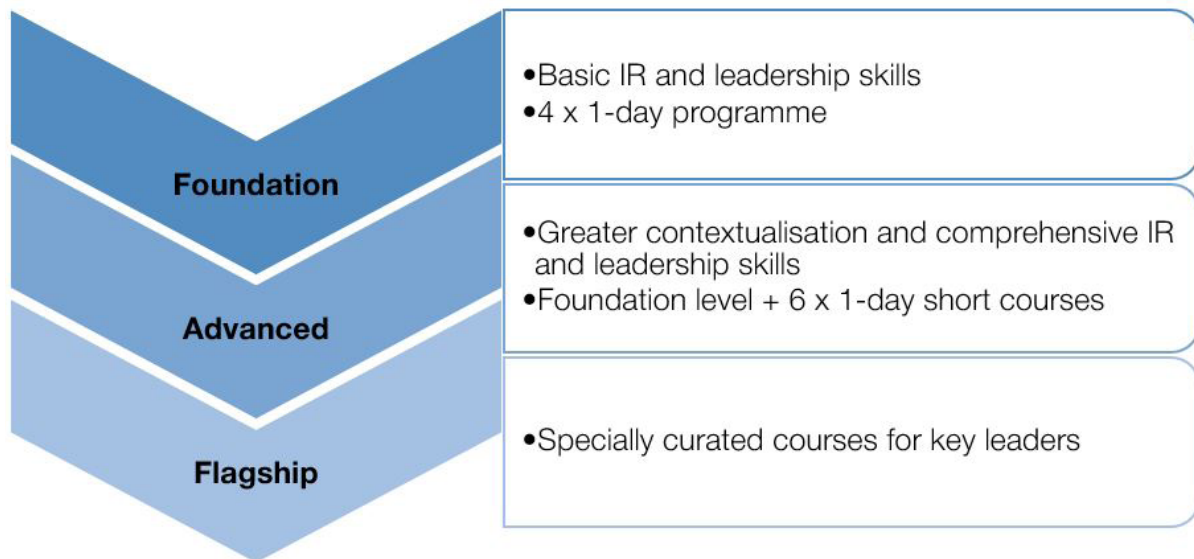 Foundation
•Basic IR and leadership skills
•4 x 1-day programme
Advanced
•Greater contextualisation and comprehensive IR
and leadership skills
•Foundation level + 6 x 1-day short courses
Flagship
•Specially curated courses for key leaders